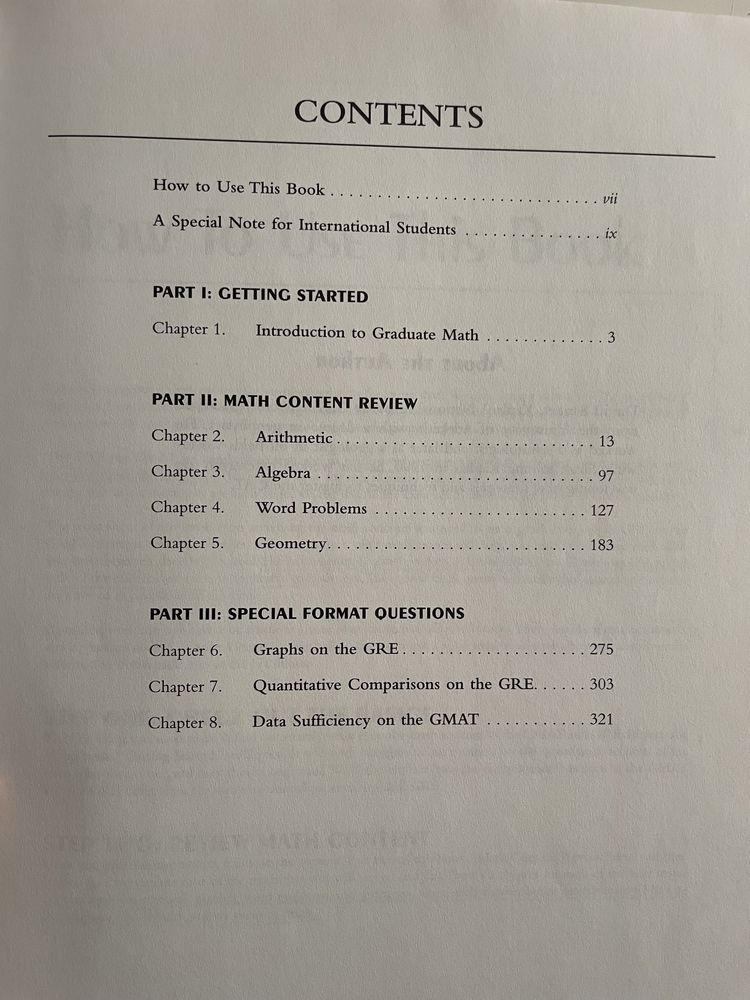 CONTENTS
How to Use This Book . . . . . . . . . . . . . . . . . . . . . . . . . . . . vii
A Special Note for International Students . . . . . . . . . . . . . . ix
PART I: GETTING STARTED
Chapter 1. Introduction to Graduate Math . . . . . . . . . . . . 3
PART II: MATH CONTENT REVIEW
Chapter 2. Arithmetic . . . . . . . . . . . . . . . . . . . . . . . . . . 13
Chapter 3. Algebra . . . . . . . . . . . . . . . . . . . . . . . . . . . . 97
Chapter 4. Word Problems . . . . . . . . . . . . . . . . . . . . . 127
Chapter 5. Geometry. . . . . . . . . . . . . . . . . . . . . . . . . . 183
PART III: SPECIAL FORMAT QUESTIONS
Chapter 6. Graphs on the GRE . . . . . . . . . . . . . . . . . . 275
Chapter 7. Quantitative Comparisons on the GRE. . . . . . 303
Chapter 8. Data Sufficiency on the GMAT . . . . . . . . . . . 321